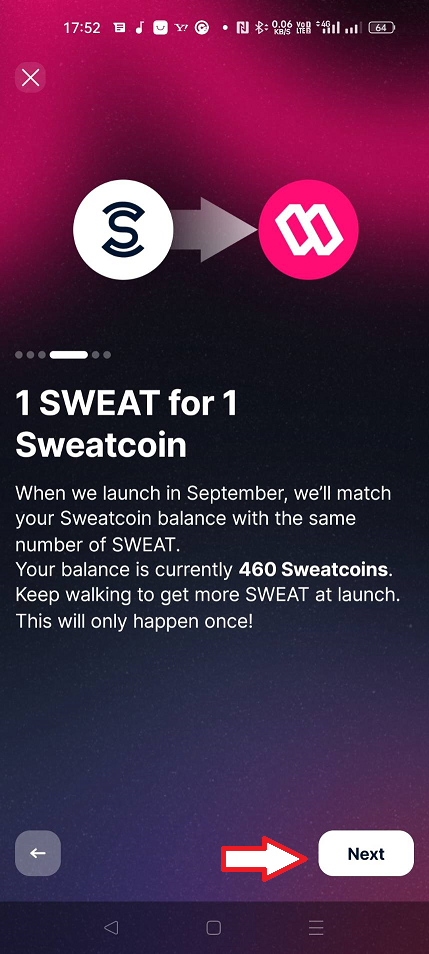 17:52 Y! 0.06 KB/S Vo LTE 4G 64
1 SWEAT for 1
Sweatcoin
When we launch in September, we'll match
your Sweatcoin balance with the same
number of SWEAT.
Your balance is currently 460 Sweatcoins.
Keep walking to get more SWEAT at launch.
This will only happen once!
Next